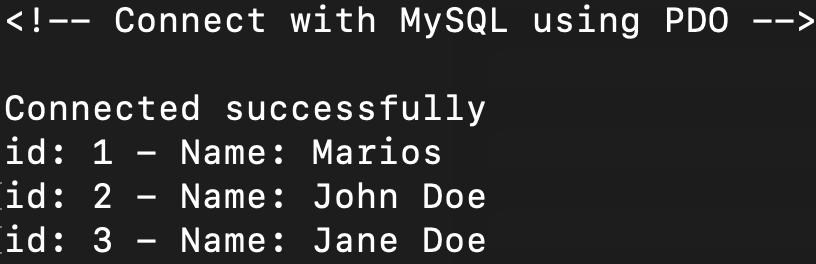 <!-- Connect with MySQL using PDO -->
Connected successfully
id: 1 - Name: Marios
id: 2 - Name: John Doe
id: 3 - Name: Jane Doe